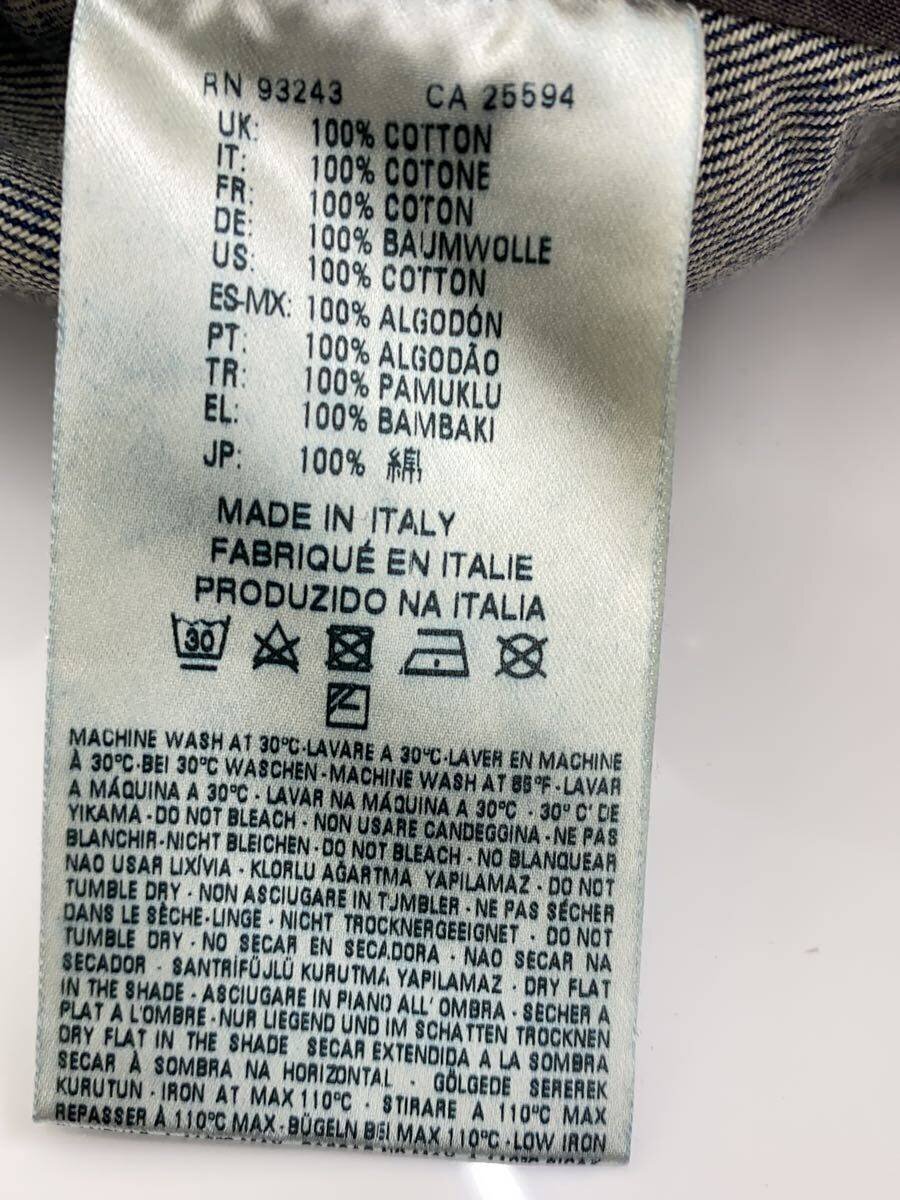 RN 93243 CA 25594
UK: 100% COTTON
IT: 100% COTONE
FR: 100% COTON
DE: 100% BAUMWOLLE
US: 100% COTTON
ES-MX: 100% ALGODÓN
PT: 100% ALGODÃO
TR: 100% PAMUKLU
EL: 100% BAMBAKI
JP: 100% 綿
MADE IN ITALY
FABRIQUÉ EN ITALIE
PRODUZIDO NA ITALIA
30
MACHINE WASH AT 30°C-LAVARE A 30°C-LAVER EN MACHINE
À 30°C-BEI 30°C WASCHEN-MACHINE WASH AT 85°F-LAVAR
A MÁQUINA A 30°C - LAVAR NA MÁQUINA A 30°C - 30° C' DE
YIKAMA-DO NOT BLEACH - NON USARE CANDEGGINA-NE PAS
BLANCHIR-NICHT BLEICHEN-DO NOT BLEACH-NO BLANQUEAR
NAO USAR LIXÍVIA - KLORLU AĞARTMA YAPILAMAZ - DO NOT
TUMBLE DRY - NON ASCIUGARE IN TUMBLER-NE PAS SÉCHER
DANS LE SÈCHE-LINGE - NICHT TROCKNERGEEIGNET - DO NOT
TUMBLE DRY - NO SECAR EN SECADORA - NAO SECAR NA
SECADOR - SANTRİFÜJLÜ KURUTMA YAPILAMAZ - DRY FLAT
IN THE SHADE - ASCIUGARE IN PIANO ALL' OMBRA-SÉCHER A
PLAT A L'OMBRE-NUR LIEGEND UND IM SCHATTEN TROCKNEN
DRY FLAT IN THE SHADE SECAR EXTENDIDA A LA SOMBRA
SECAR À SOMBRA NA HORIZONTAL - GÖLGEDE SEREREK
KURUTUN - IRON AT MAX 110°C - STIRARE A 110°C MAX
REPASSER À 110°C MAX-BÜGELN BEI MAX 110°C-LOW IRON